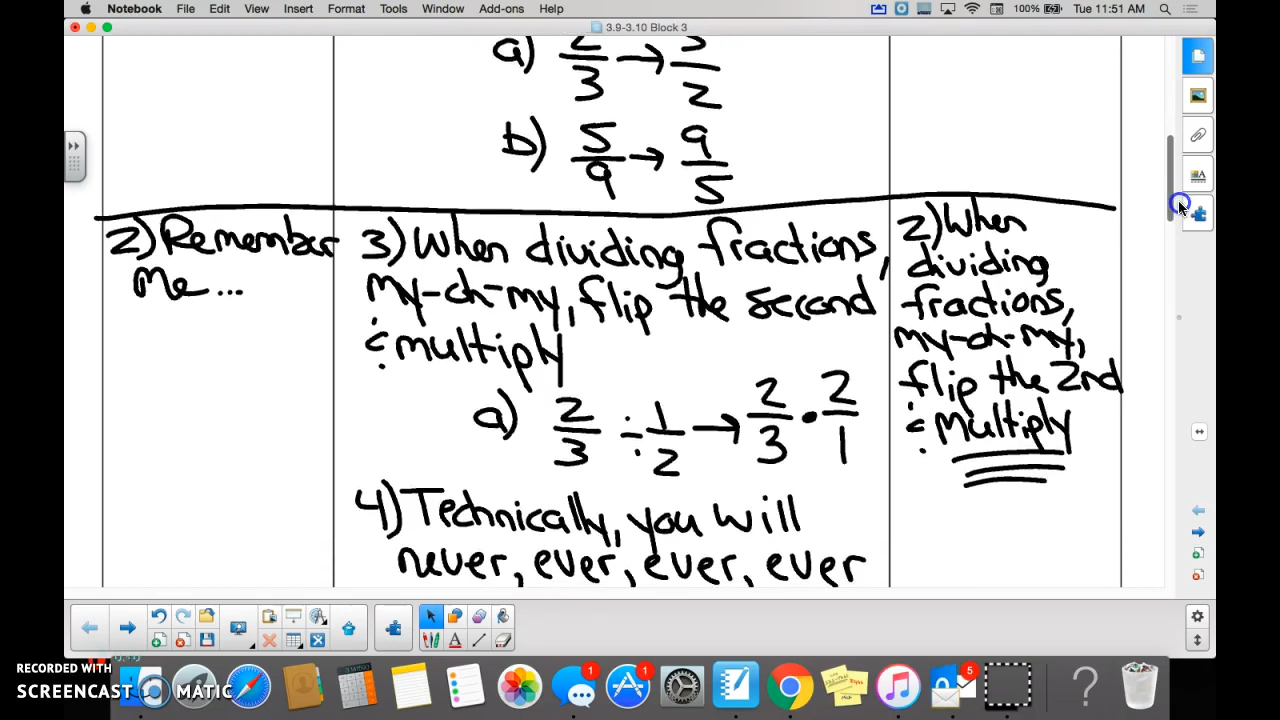 Notebook File Edit View Insert Format Tools Window Add-ons Help 100% Tue 11:51 AM
3.9-3.10 Block 3
a) 2/3 → 3/2
b) 5/9 → 9/5
2) Remember
Me...
3) When dividing fractions,
my-oh-my, flip the second
& multiply
a) 2/3 ÷ 1/2 → 2/3 • 2/1
4) Technically, you will
never, ever, ever, ever
2) When
dividing
fractions,
my-oh-my,
flip the 2nd
& Multiply
1
1
5
RECORDED WITH
SCREENCAST MATIC